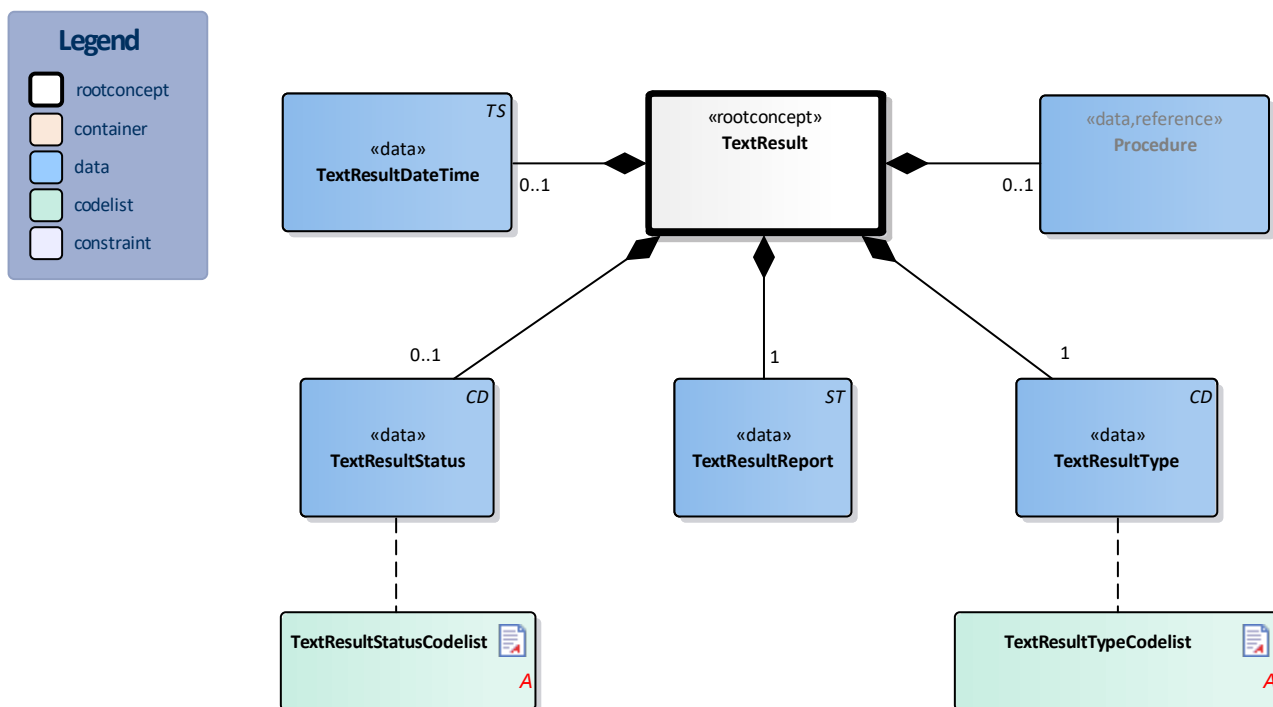 Legend
rootconcept
container
data
codelist
constraint
TS
«data»
TextResultDateTime
0..1
«rootconcept»
TextResult
«data,reference»
Procedure
0..1
0..1
1
1
CD
«data»
TextResultStatus
ST
«data»
TextResultReport
CD
«data»
TextResultType
TextResultStatusCodelist
A
TextResultTypeCodelist
A